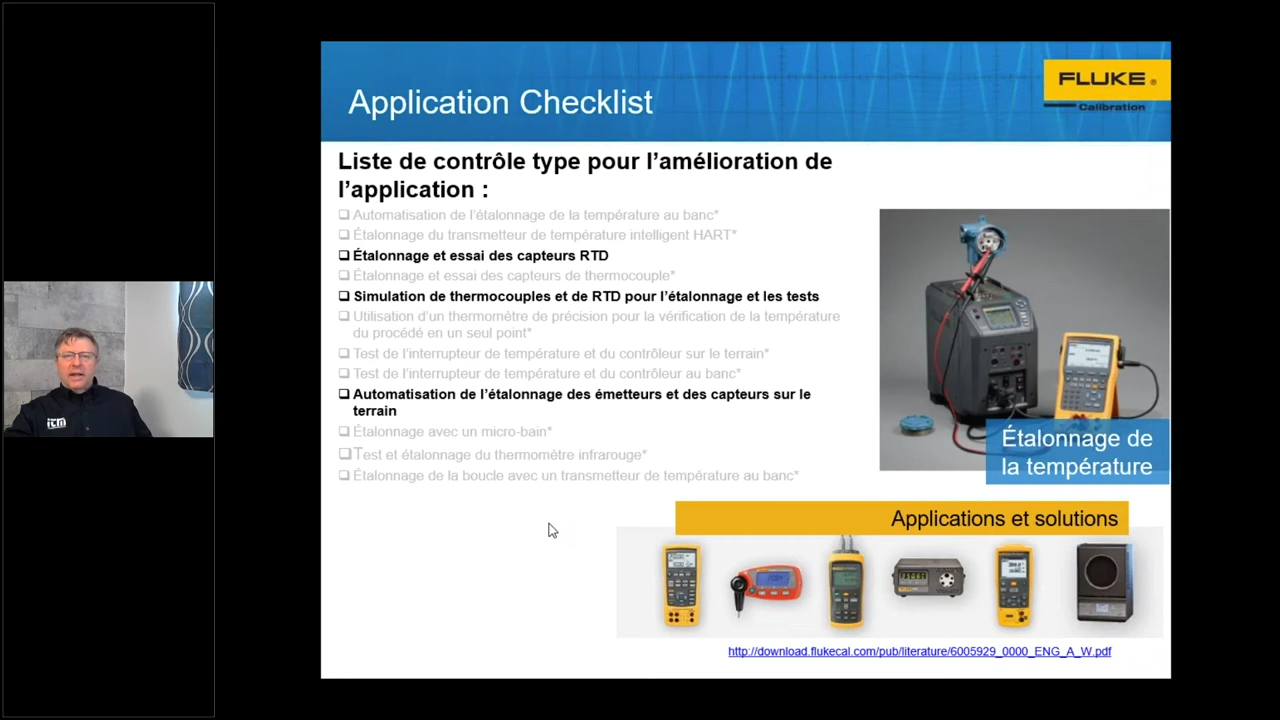 FLUKE®
Calibration
Application Checklist
Liste de contrôle type pour l’amélioration de
l’application :
Automatisation de l’étalonnage de la température au banc*
Étalonnage du transmetteur de température intelligent HART*
Étalonnage et essai des capteurs RTD
Étalonnage et essai des capteurs de thermocouple*
Simulation de thermocouples et de RTD pour l’étalonnage et les tests
Utilisation d’un thermomètre de précision pour la vérification de la température
du procédé en un seul point*
Test de l’interrupteur de température et du contrôleur sur le terrain*
Test de l’interrupteur de température et du contrôleur au banc*
Automatisation de l’étalonnage des émetteurs et des capteurs sur le
terrain
Étalonnage avec un micro-bain*
Test et étalonnage du thermomètre infrarouge*
Étalonnage de la boucle avec un transmetteur de température au banc*
Étalonnage de
la température
Applications et solutions
http://download.flukecal.com/pub/literature/6005929_0000_ENG_A_W.pdf
itm